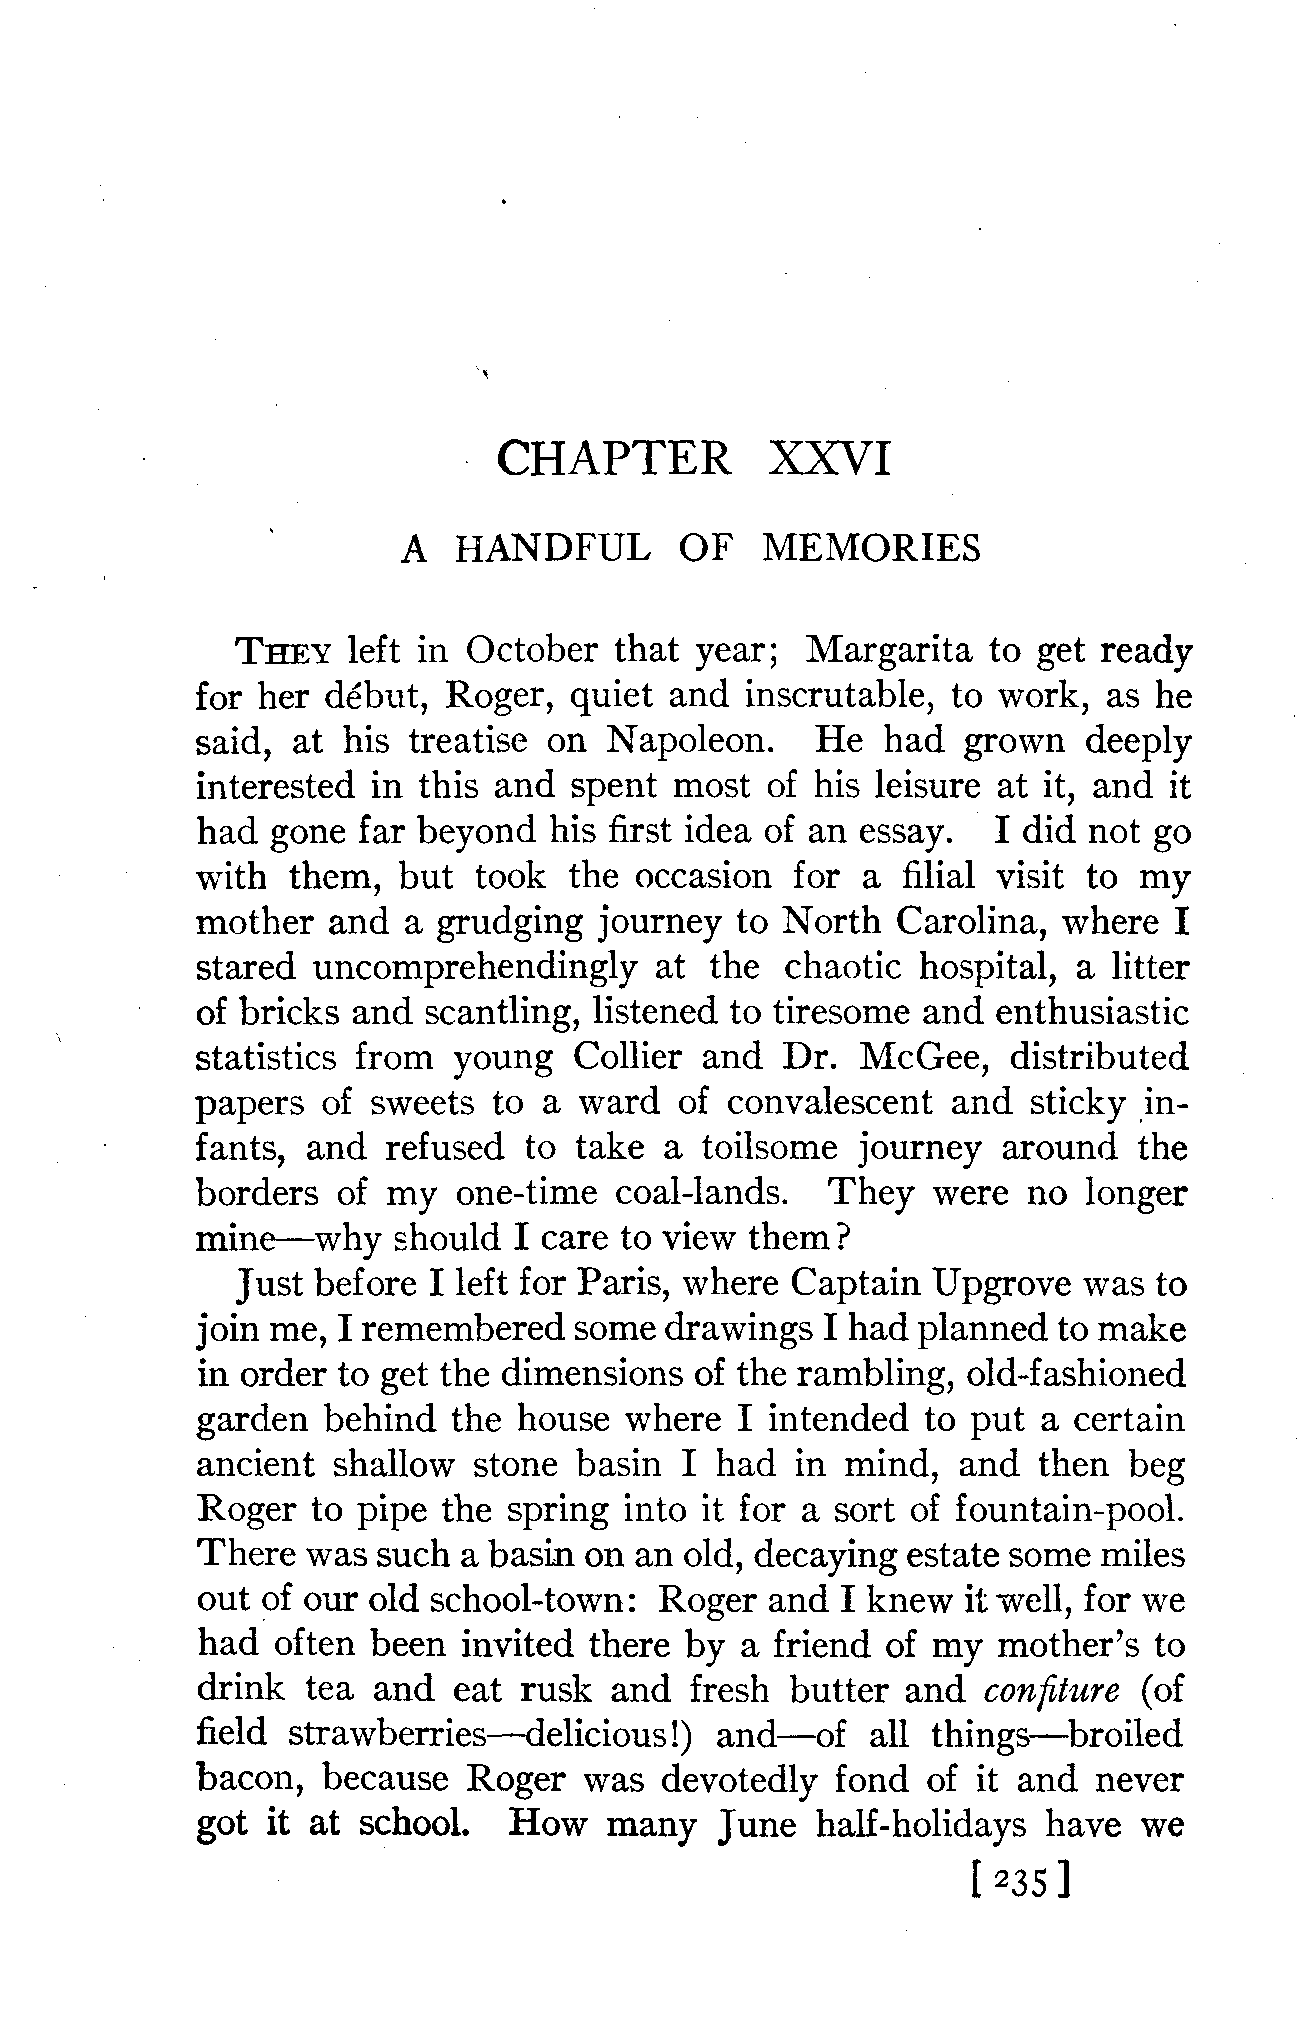 CHAPTER XXVI
A HANDFUL OF MEMORIES
THEY left in October that year; Margarita to get ready
for her début, Roger, quiet and inscrutable, to work, as he
said, at his treatise on Napoleon. He had grown deeply
interested in this and spent most of his leisure at it, and it
had gone far beyond his first idea of an essay. I did not go
with them, but took the occasion for a filial visit to my
mother and a grudging journey to North Carolina, where I
stared uncomprehendingly at the chaotic hospital, a litter
of bricks and scantling, listened to tiresome and enthusiastic
statistics from young Collier and Dr. McGee, distributed
papers of sweets to a ward of convalescent and sticky in-
fants, and refused to take a toilsome journey around the
borders of my one-time coal-lands. They were no longer
mine—why should I care to view them?
Just before I left for Paris, where Captain Upgrove was to
join me, I remembered some drawings I had planned to make
in order to get the dimensions of the rambling, old-fashioned
garden behind the house where I intended to put a certain
ancient shallow stone basin I had in mind, and then beg
Roger to pipe the spring into it for a sort of fountain-pool.
There was such a basin on an old, decaying estate some miles
out of our old school-town: Roger and I knew it well, for we
had often been invited there by a friend of my mother's to
drink tea and eat rusk and fresh butter and confiture (of
field strawberries—delicious!) and—of all things—broiled
bacon, because Roger was devotedly fond of it and never
got it at school. How many June half-holidays have we
[ 235 ]